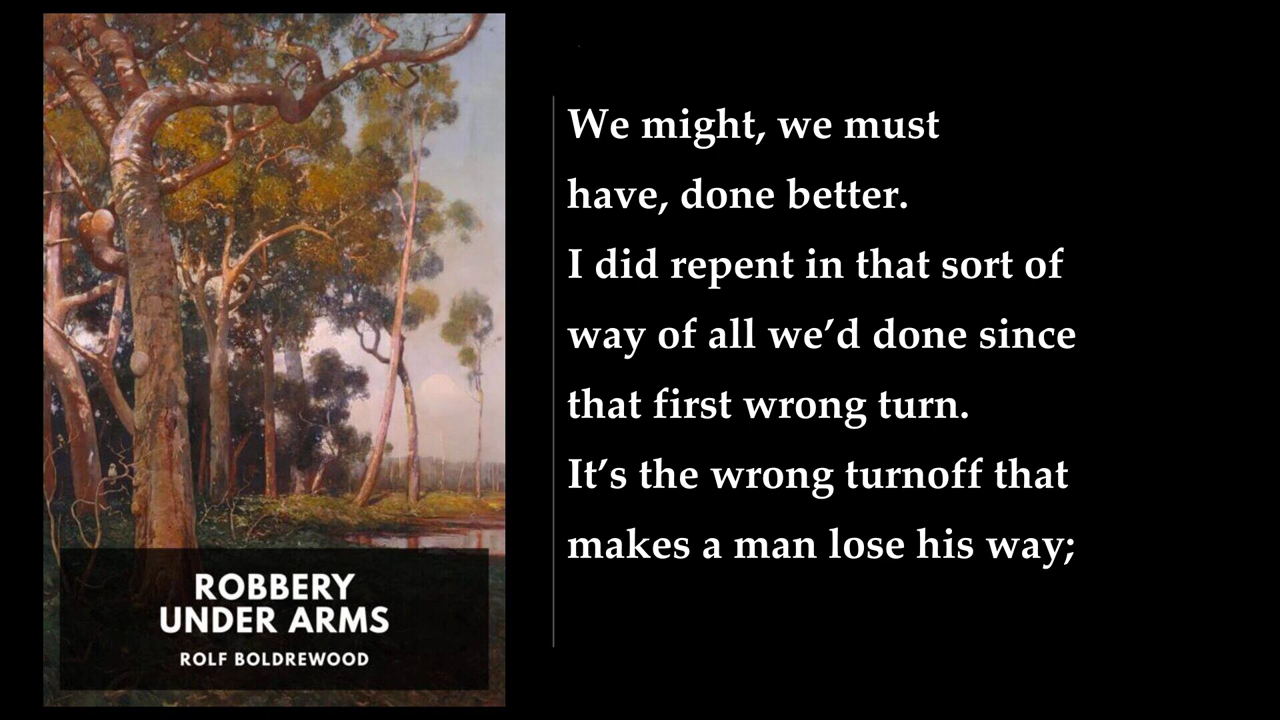 We might, we must
have, done better.
I did repent in that sort of
way of all we’d done since
that first wrong turn.
It’s the wrong turnoff that
makes a man lose his way;
ROBBERY
UNDER ARMS
ROLF BOLDREWOOD